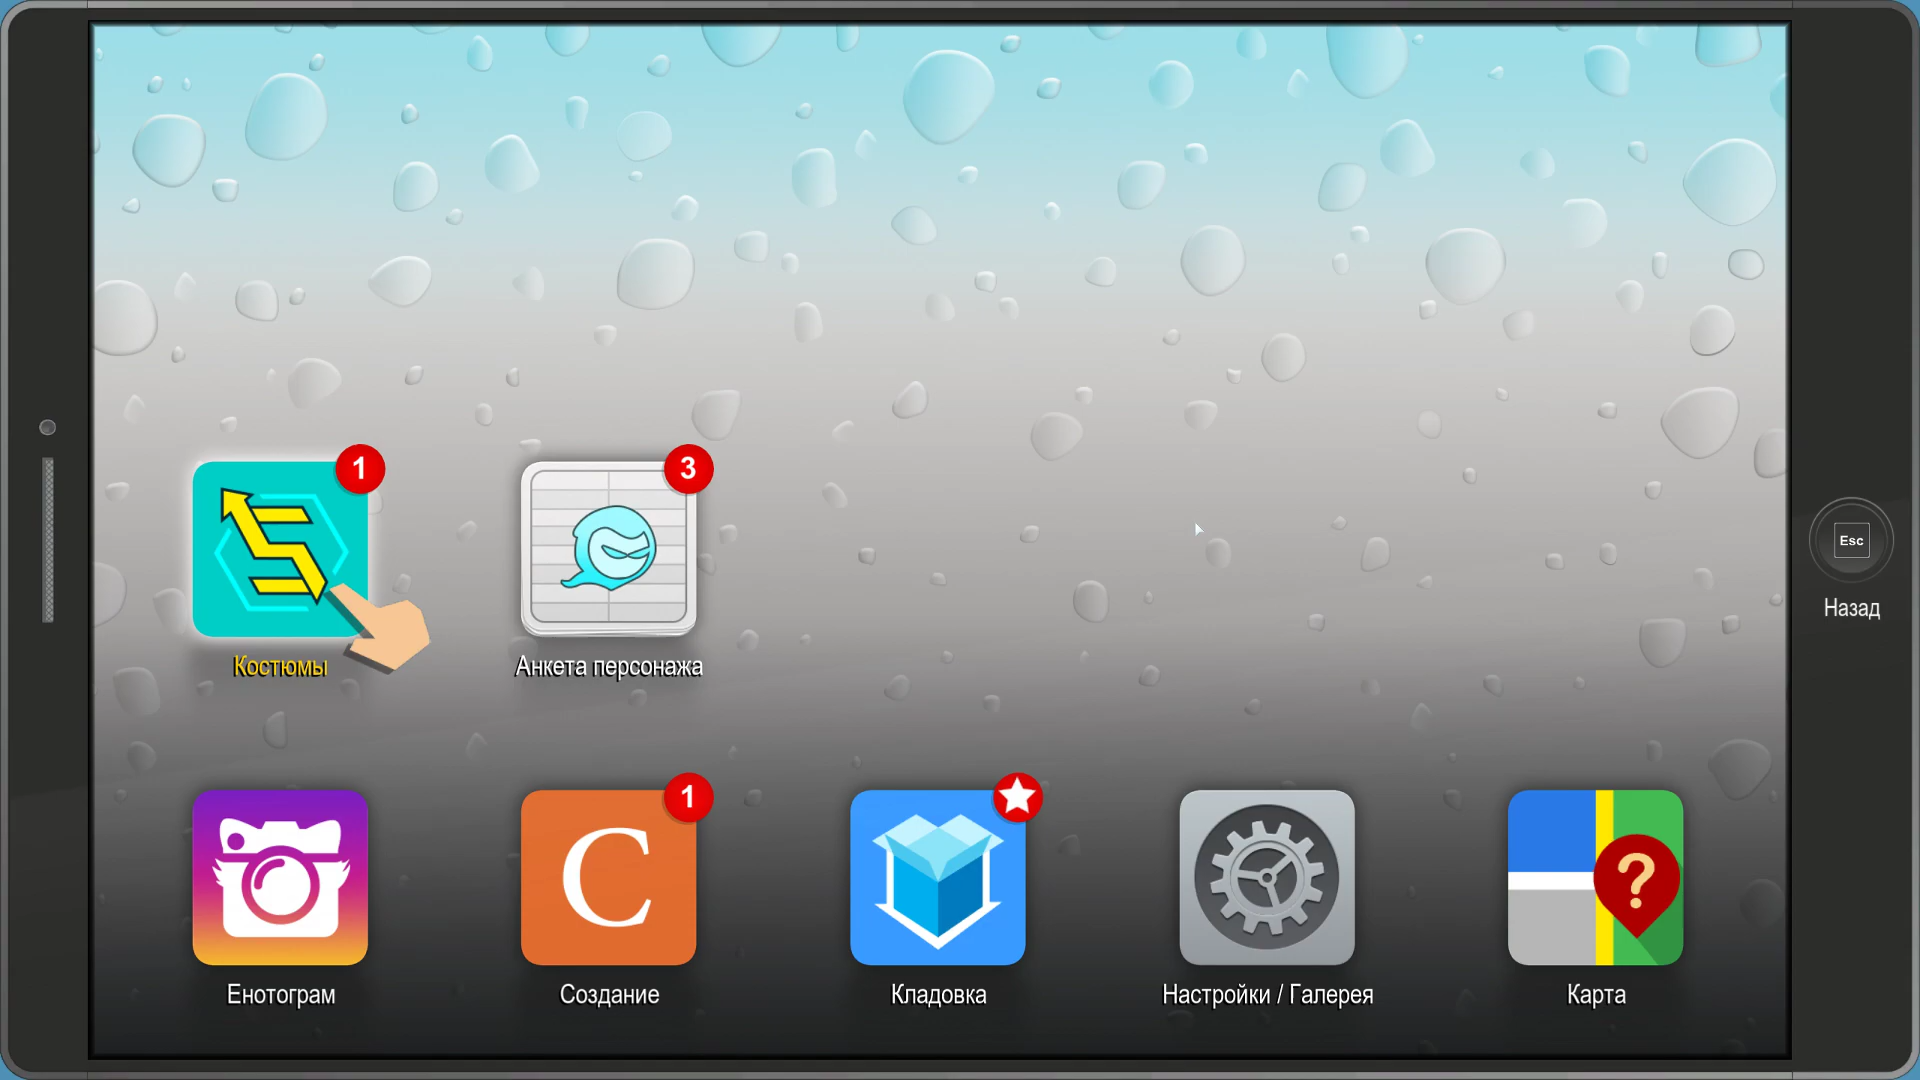 1
3
Костюмы
Анкета персонажа
Esc
Назад
1
C
?
Енотограм
Создание
Кладовка
Настройки / Галерея
Карта